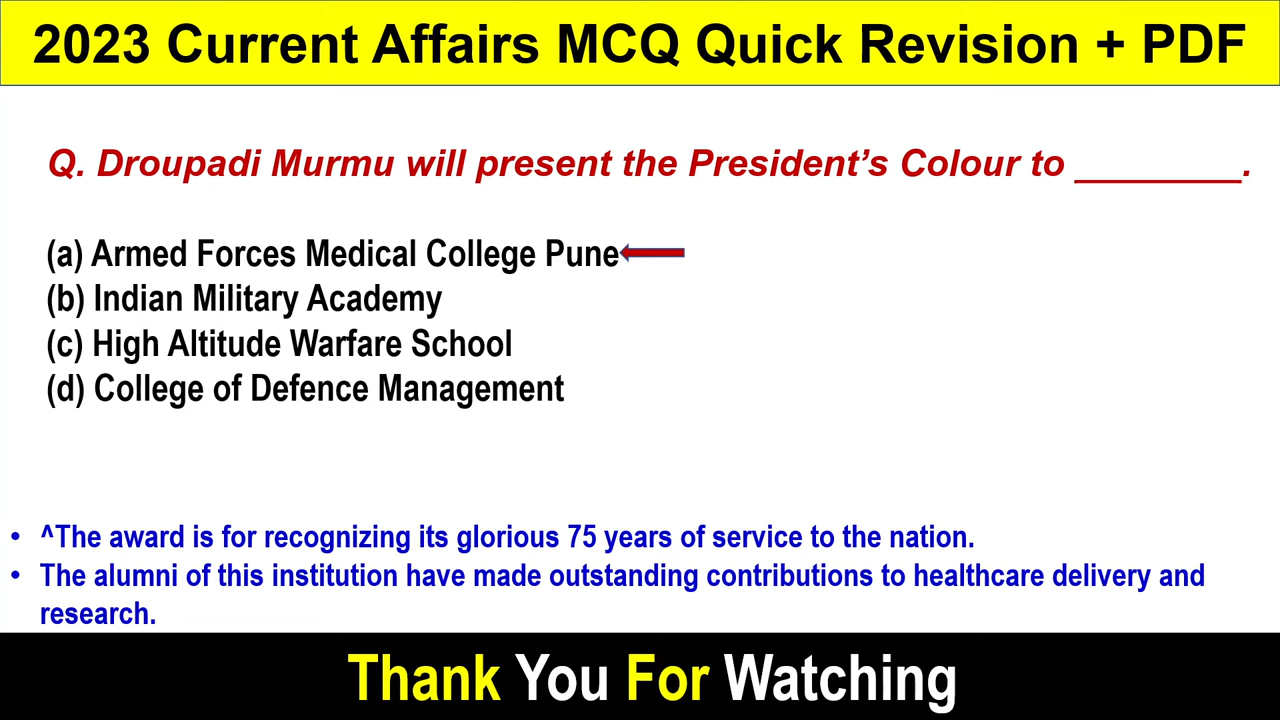 2023 Current Affairs MCQ Quick Revision + PDF
Q. Droupadi Murmu will present the President’s Colour to ________.
(a) Armed Forces Medical College Pune
(b) Indian Military Academy
(c) High Altitude Warfare School
(d) College of Defence Management
• ^The award is for recognizing its glorious 75 years of service to the nation.
• The alumni of this institution have made outstanding contributions to healthcare delivery and
research.
Thank You For Watching